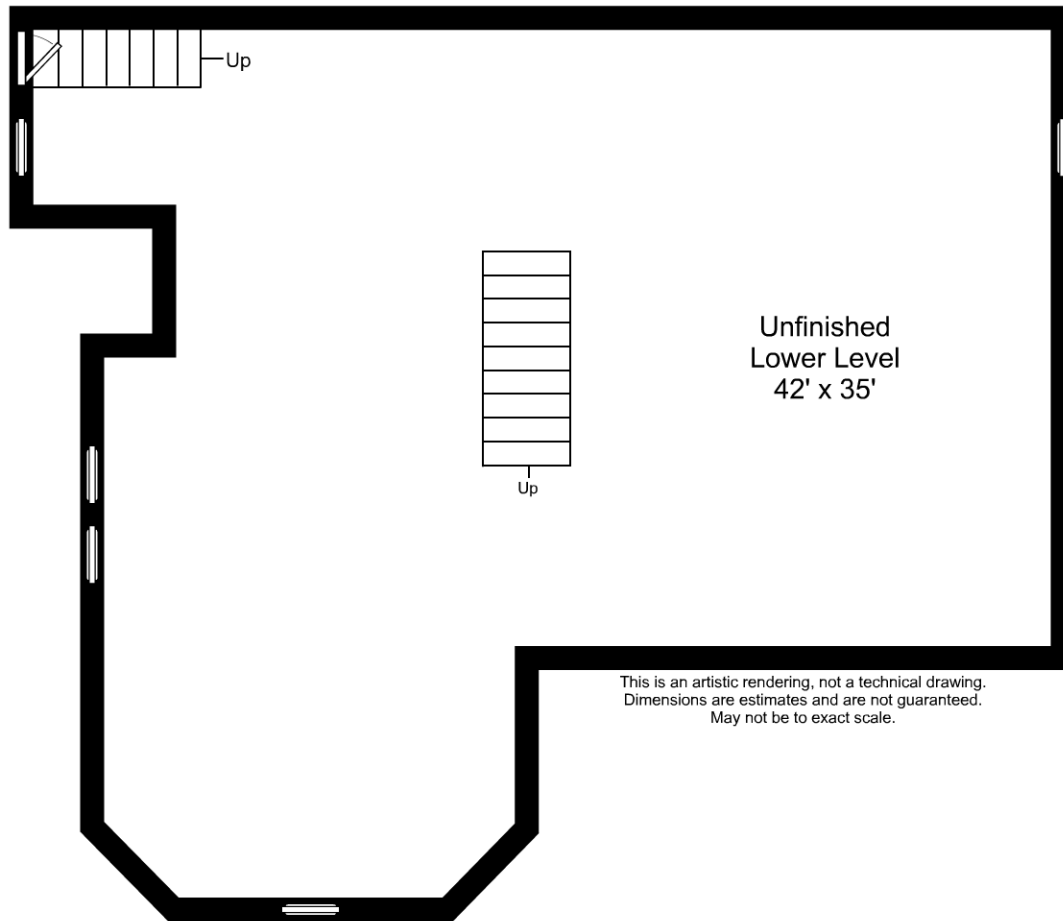 Up
Unfinished
Lower Level
42' x 35'
Up
This is an artistic rendering, not a technical drawing.
Dimensions are estimates and are not guaranteed.
May not be to exact scale.